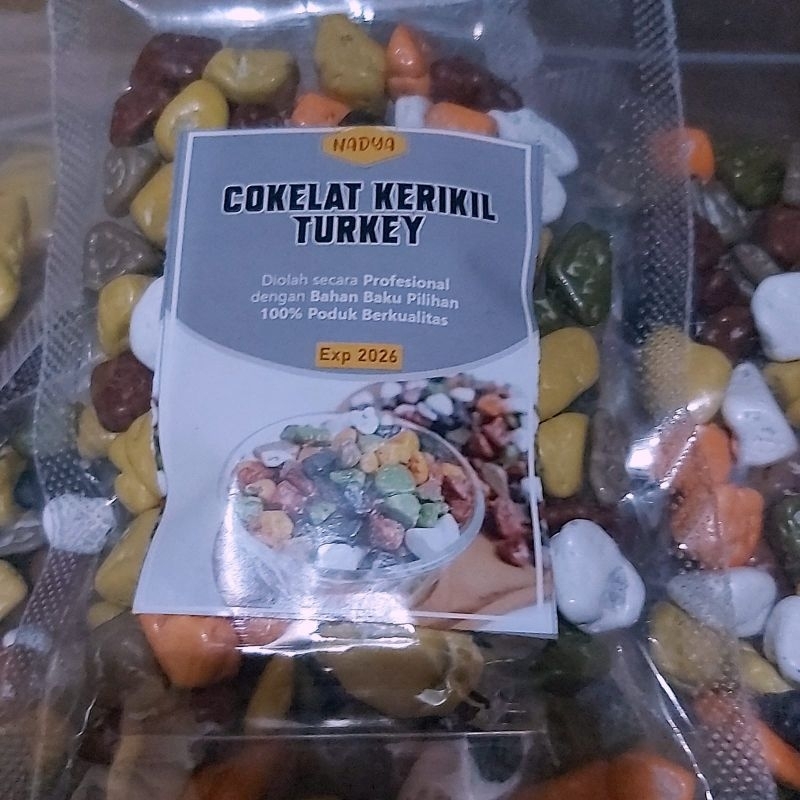 NADYA
COKELAT KERIKIL
TURKEY
Diolah secara Profesional
dengan Bahan Baku Pilihan
100% Poduk Berkualitas
Exp 2026